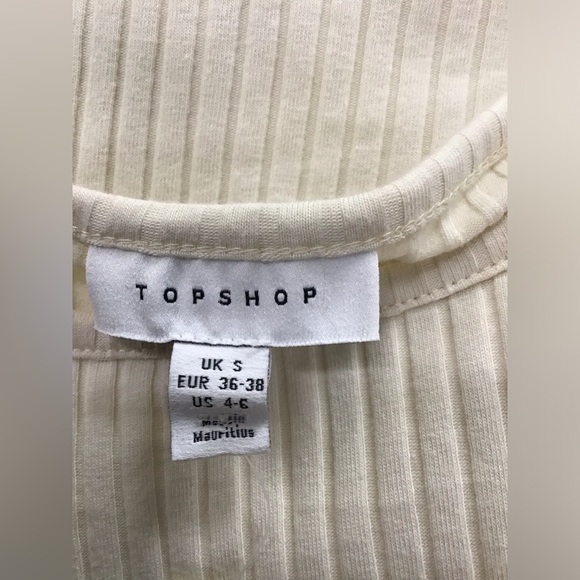 TOPSHOP
UK S
EUR 36-38
US 4-6
Mauritius